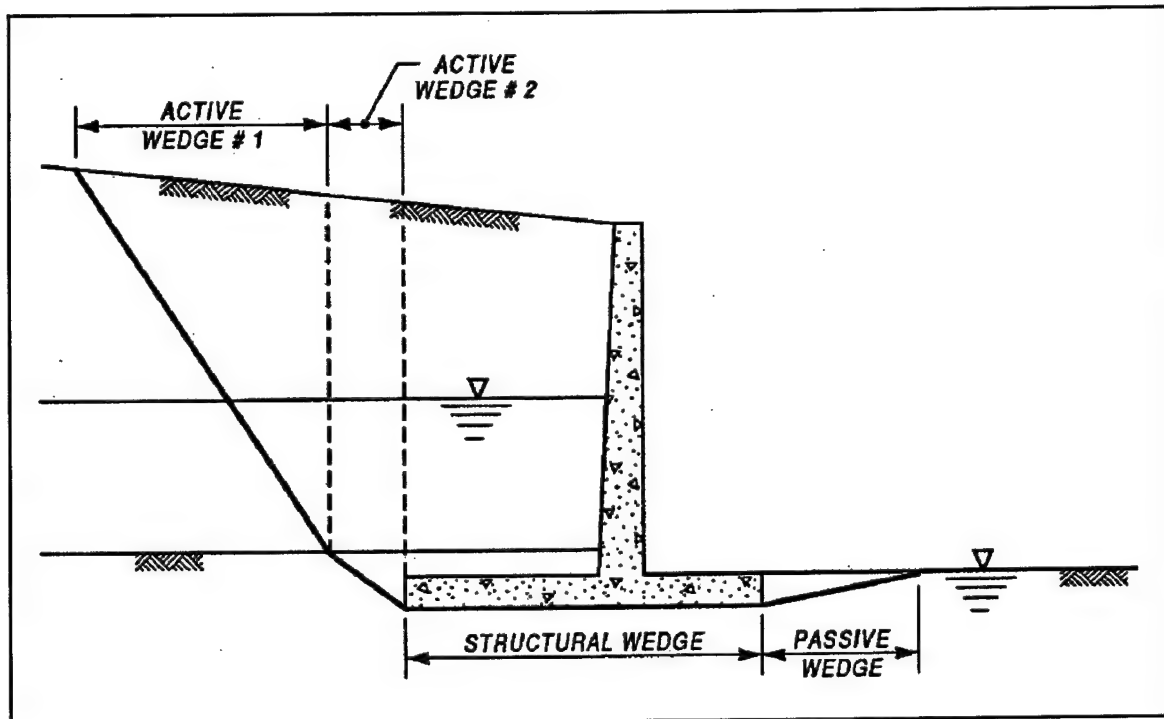 ACTIVE
WEDGE # 2
ACTIVE
WEDGE # 1
STRUCTURAL WEDGE
PASSIVE
WEDGE